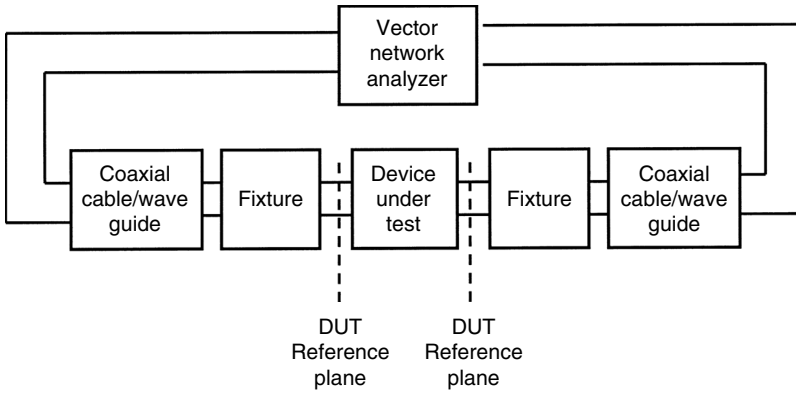 Vector
network
analyzer
Coaxial
cable/wave
guide
Fixture
Device
under
test
Fixture
Coaxial
cable/wave
guide
DUT
Reference
plane
DUT
Reference
plane